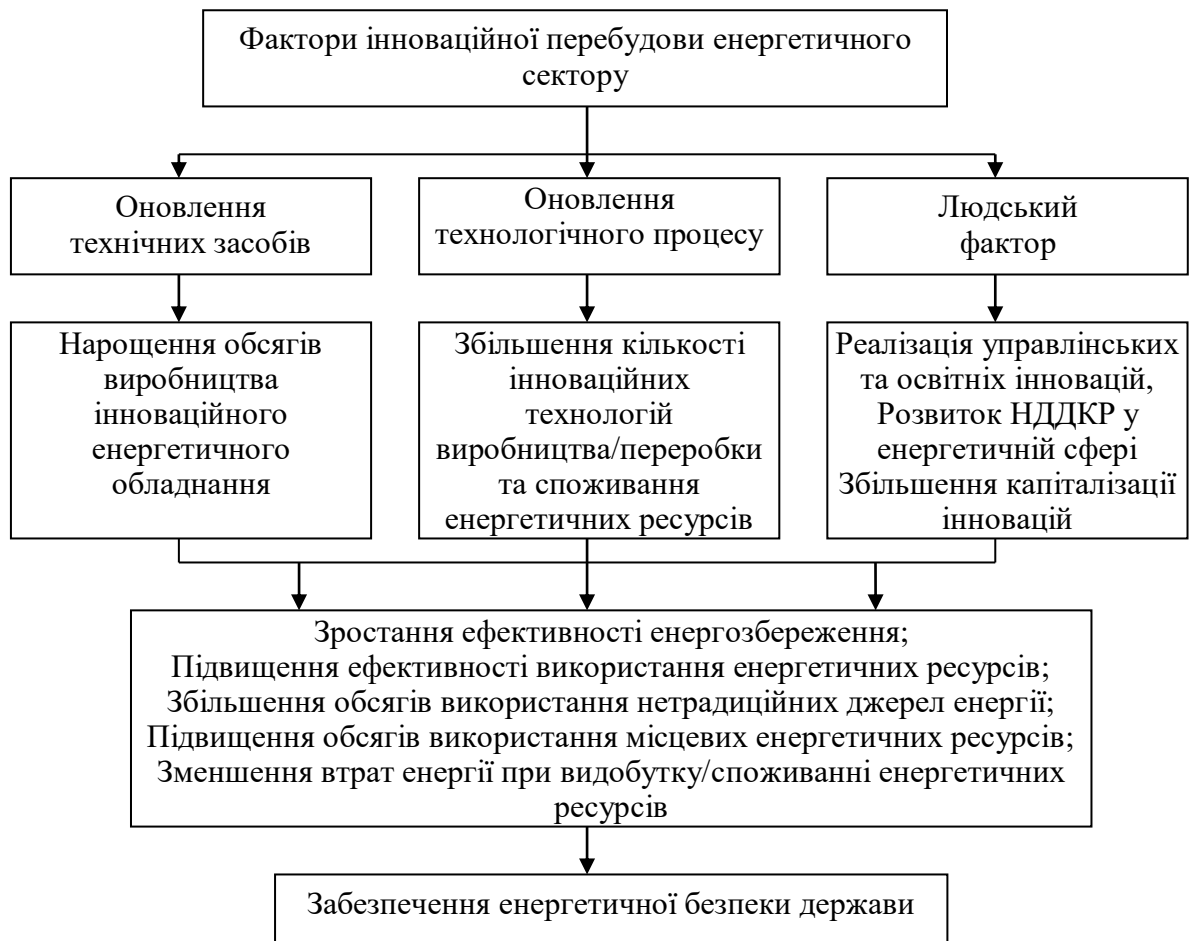 Фактори інноваційної перебудови енергетичного
сектору
Оновлення
технічних засобів
Оновлення
технологічного процесу
Людський
фактор
Нарощення обсягів
виробництва
інноваційного
енергетичного
обладнання
Збільшення кількості
інноваційних
технологій
виробництва/переробки
та споживання
енергетичних ресурсів
Реалізація управлінських
та освітніх інновацій,
Розвиток НДДКР у
енергетичній сфері
Збільшення капіталізації
інновацій
Зростання ефективності енергозбереження;
Підвищення ефективності використання енергетичних ресурсів;
Збільшення обсягів використання нетрадиційних джерел енергії;
Підвищення обсягів використання місцевих енергетичних ресурсів;
Зменшення втрат енергії при видобутку/споживанні енергетичних
ресурсів
Забезпечення енергетичної безпеки держави